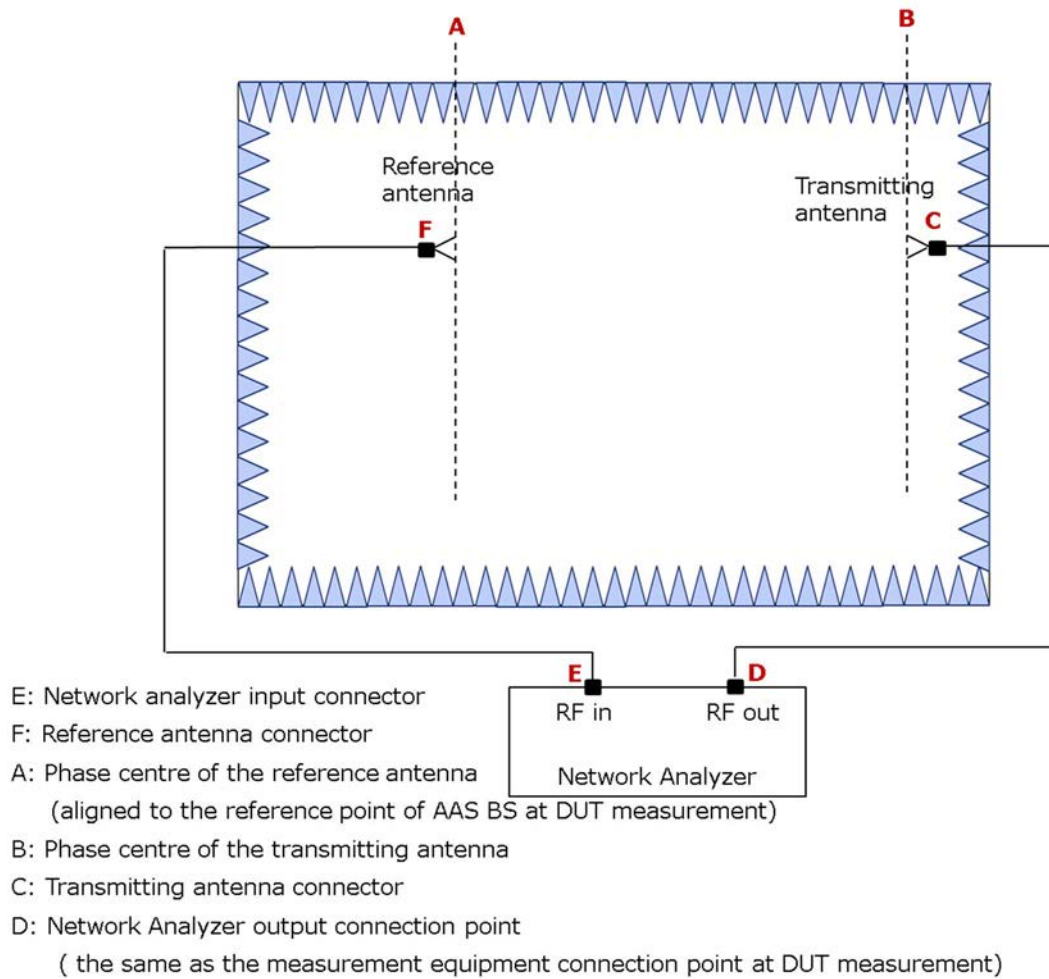 A
B
Reference
antenna
Transmitting
antenna
F
C
E
D
RF in
RF out
Network Analyzer
E: Network analyzer input connector
F: Reference antenna connector
A: Phase centre of the reference antenna
(aligned to the reference point of AAS BS at DUT measurement)
B: Phase centre of the transmitting antenna
C: Transmitting antenna connector
D: Network Analyzer output connection point
( the same as the measurement equipment connection point at DUT measurement)